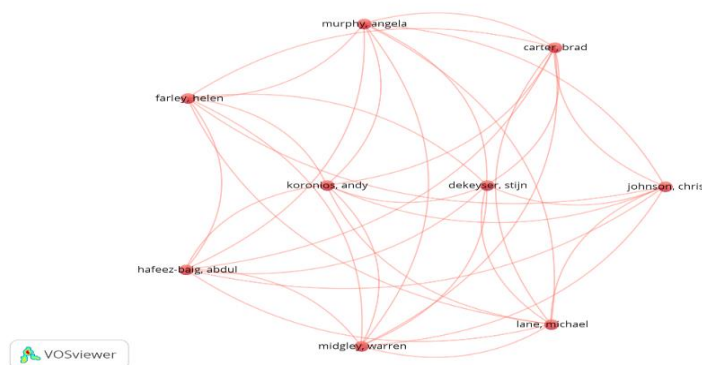 murphy, angela
carter, brad
farley, helen
koronios, andy
dekeyser, stijn
johnson, chris
hafeez-baig, abdul
lane, michael
midgley, warren
VOSviewer